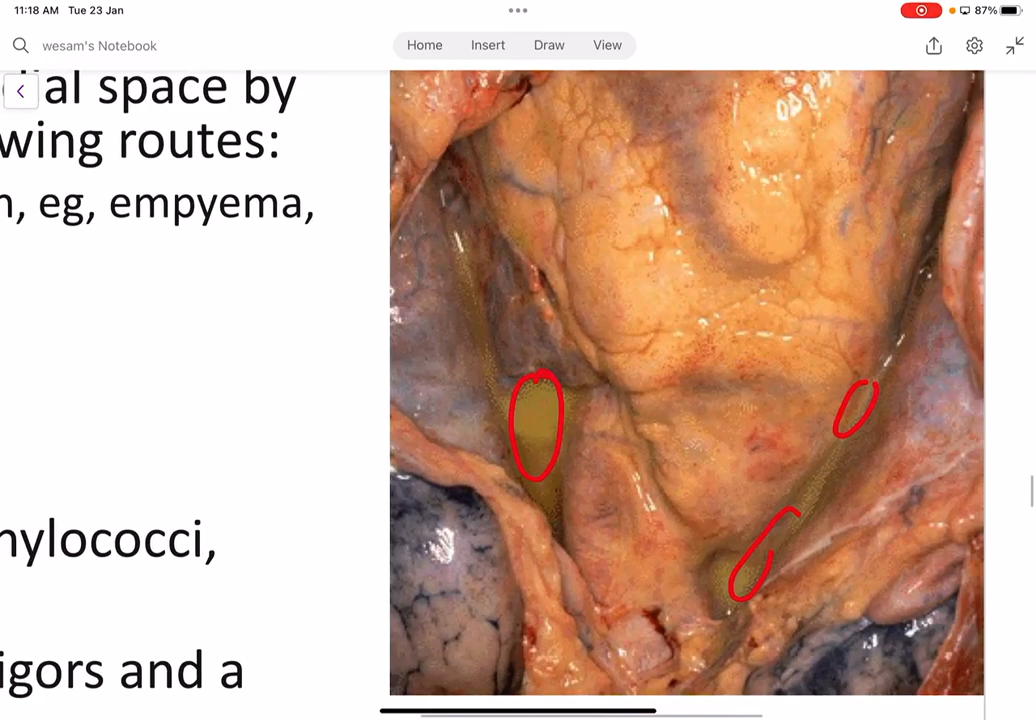 11:18 AM Tue 23 Jan
87%
wesam's Notebook
Home Insert Draw View
al space by
wing routes:
n, eg, empyema,
hylococci,
igors and a